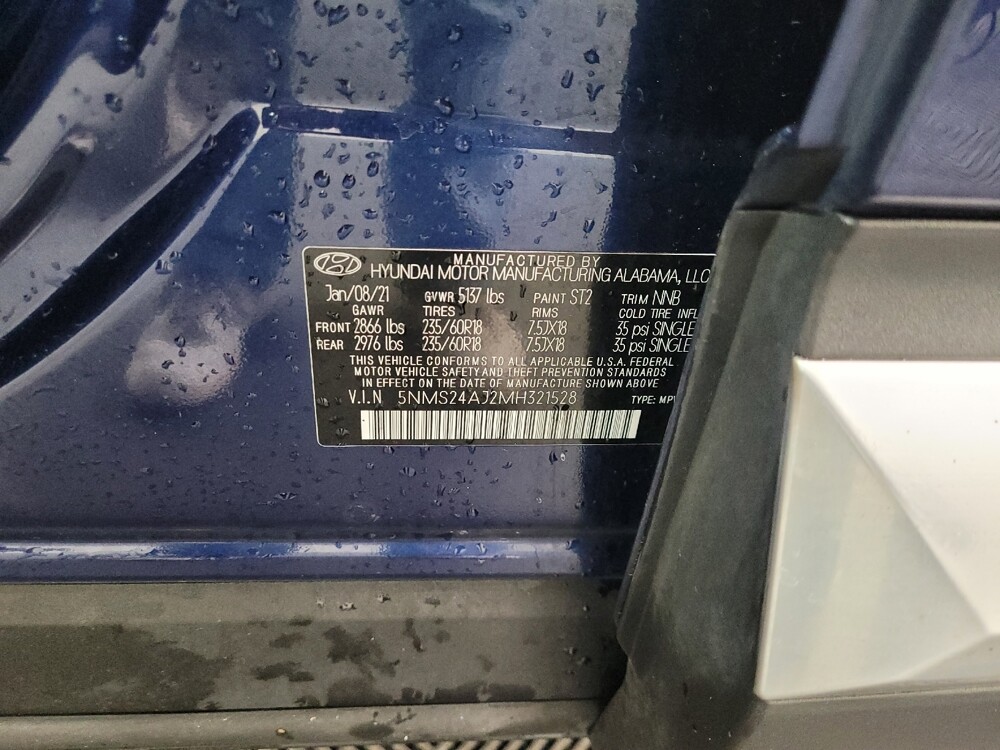 MANUFACTURED BY
HYUNDAI MOTOR MANUFACTURING ALABAMA, LLC
Jan/08/21 GVWR 5137 lbs PAINT ST2 TRIM NNB
GAWR TIRES RIMS COLD TIRE INFL
FRONT 2866 lbs 235/60R18 7.5JX18 35 psi SINGLE
REAR 2976 lbs 235/60R18 7.5JX18 35 psi SINGLE
THIS VEHICLE CONFORMS TO ALL APPLICABLE U.S.A. FEDERAL
MOTOR VEHICLE SAFETY AND THEFT PREVENTION STANDARDS
IN EFFECT ON THE DATE OF MANUFACTURE SHOWN ABOVE
V.I.N 5NMS24AJ2MH321528 TYPE: MPV